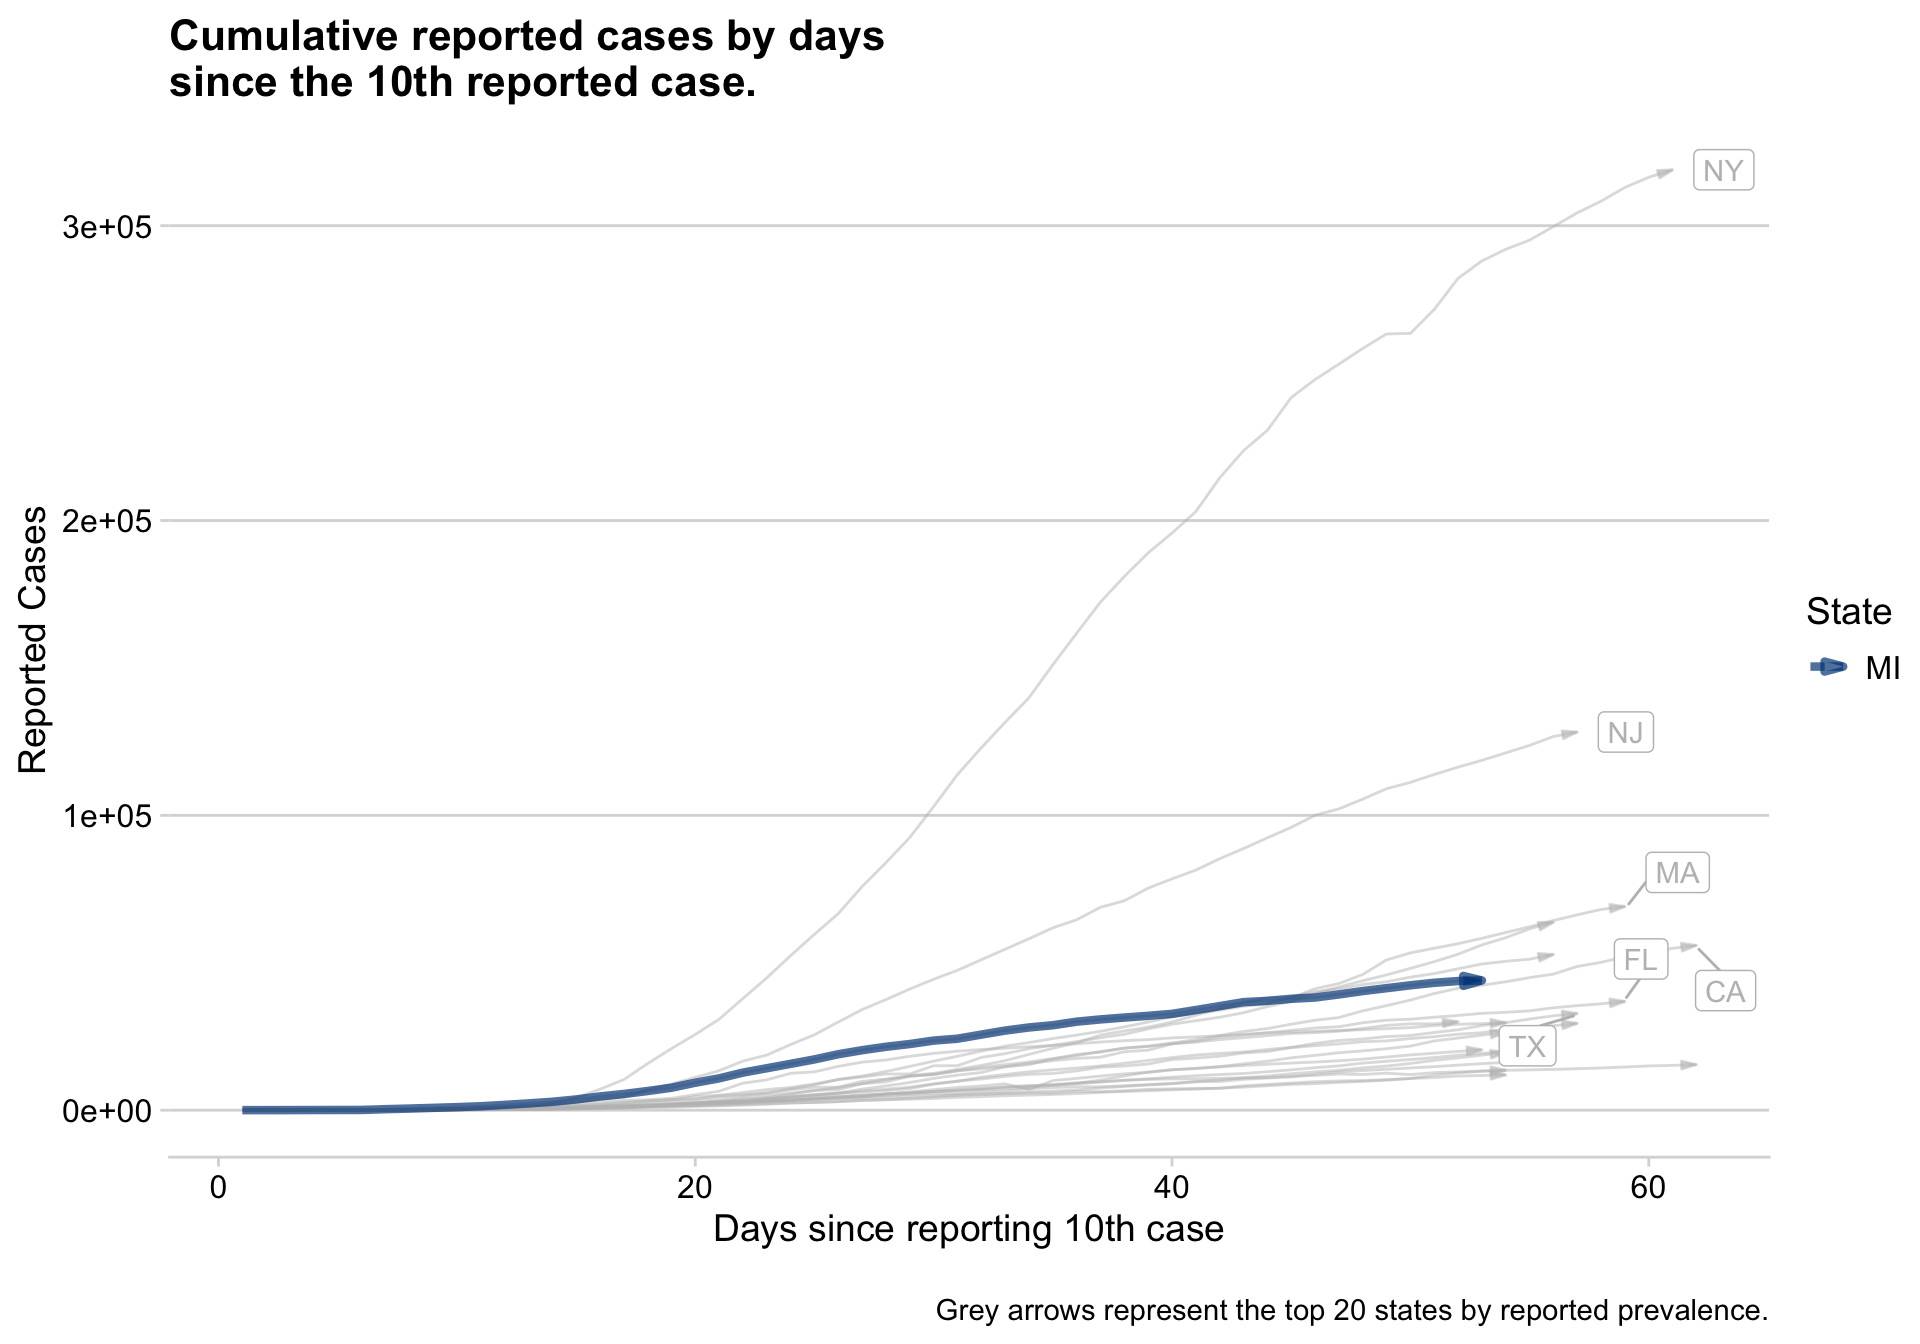 Cumulative reported cases by days
since the 10th reported case.
NY
3e+05
2e+05
Reported Cases
State
MI
NJ
1e+05
MA
FL
CA
TX
0e+00
0
20
40
60
Days since reporting 10th case
Grey arrows represent the top 20 states by reported prevalence.